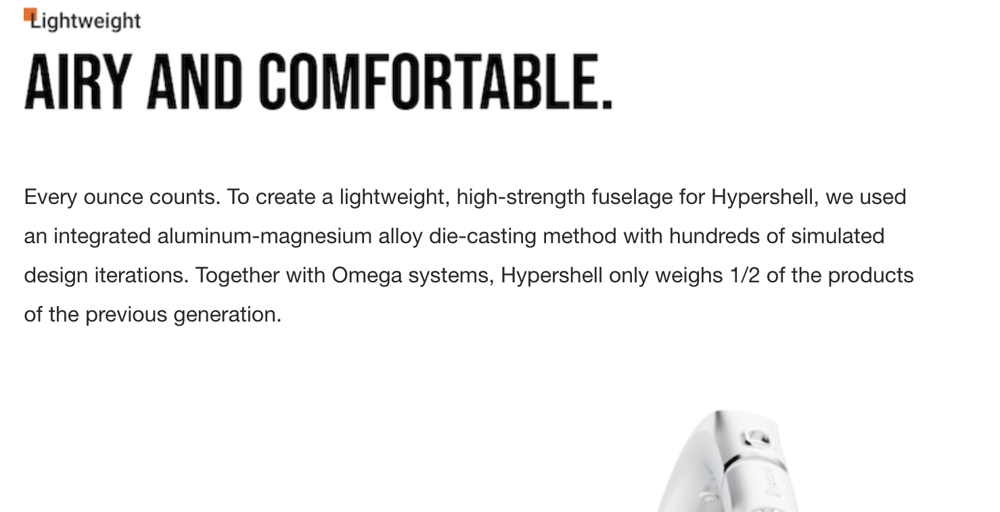 Lightweight
AIRY AND COMFORTABLE.
Every ounce counts. To create a lightweight, high-strength fuselage for Hypershell, we used
an integrated aluminum-magnesium alloy die-casting method with hundreds of simulated
design iterations. Together with Omega systems, Hypershell only weighs 1/2 of the products
of the previous generation.